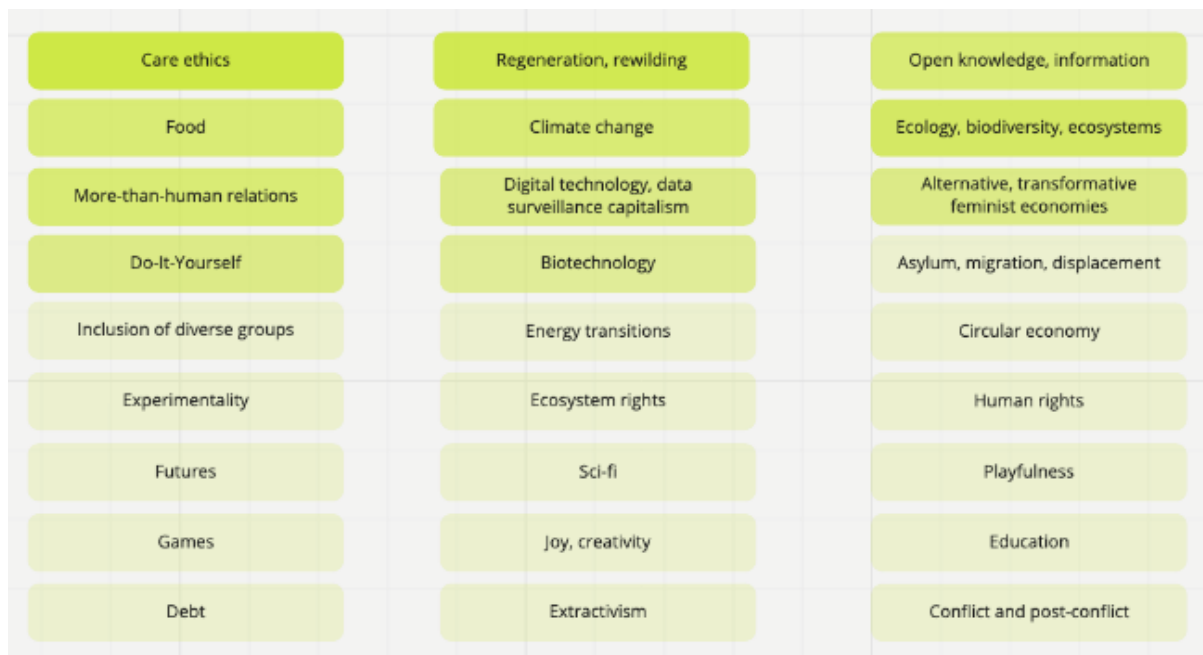 Care ethics
Regeneration, rewilding
Open knowledge, information
Food
Climate change
Ecology, biodiversity, ecosystems
More-than-human relations
Digital technology, data
surveillance capitalism
Alternative, transformative
feminist economies
Do-It-Yourself
Biotechnology
Asylum, migration, displacement
Inclusion of diverse groups
Energy transitions
Circular economy
Experimentality
Ecosystem rights
Human rights
Futures
Sci-fi
Playfulness
Games
Joy, creativity
Education
Debt
Extractivism
Conflict and post-conflict